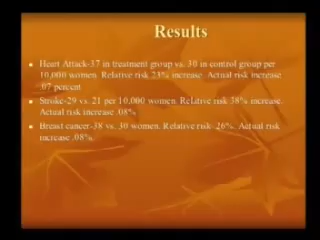 Results
Heart Attack-37 in treatment group vs. 30 in control group per
10,000 women. Relative risk 23% increase. Actual risk increase
.07 percent
Stroke-29 vs. 21 per 10,000 women. Relative risk 38% increase.
Actual risk increase .08%
Breast cancer-38 vs. 30 women. Relative risk 26%. Actual risk
increase .08%